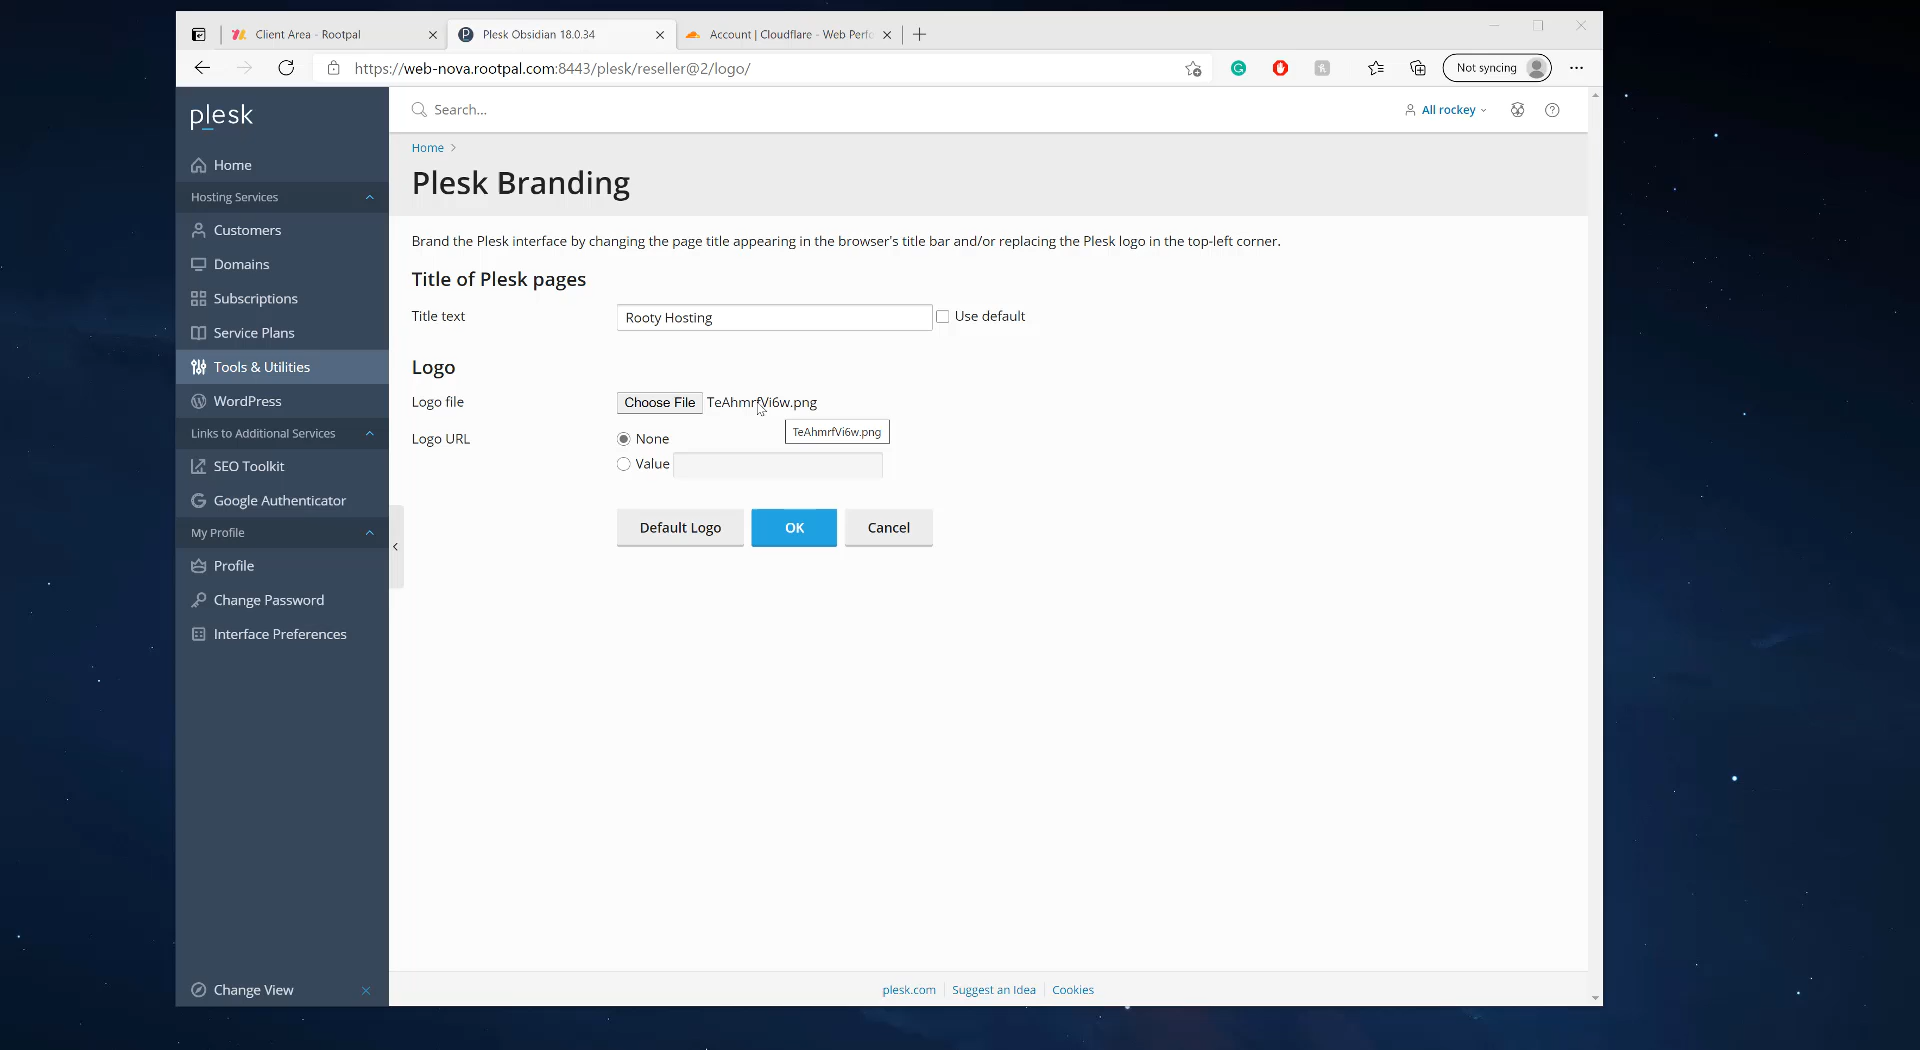 Client Area - Rootpal
Plesk Obsidian 18.0.34
Account | Cloudflare - Web Perf
https://web-nova.rootpal.com:8443/plesk/reseller@2/logo/
Not syncing
plesk
Search...
All rockey
Home
Home
Plesk Branding
Hosting Services
Customers
Domains
Subscriptions
Service Plans
Tools & Utilities
WordPress
Links to Additional Services
SEO Toolkit
Google Authenticator
My Profile
Profile
Change Password
Interface Preferences
Change View
Brand the Plesk interface by changing the page title appearing in the browser's title bar and/or replacing the Plesk logo in the top-left corner.
Title of Plesk pages
Title text
Rooty Hosting
Use default
Logo
Logo file
Choose File
TeAhmrfVi6w.png
TeAhmrfVi6w.png
Logo URL
None
Value
Default Logo
OK
Cancel
plesk.com
Suggest an Idea
Cookies